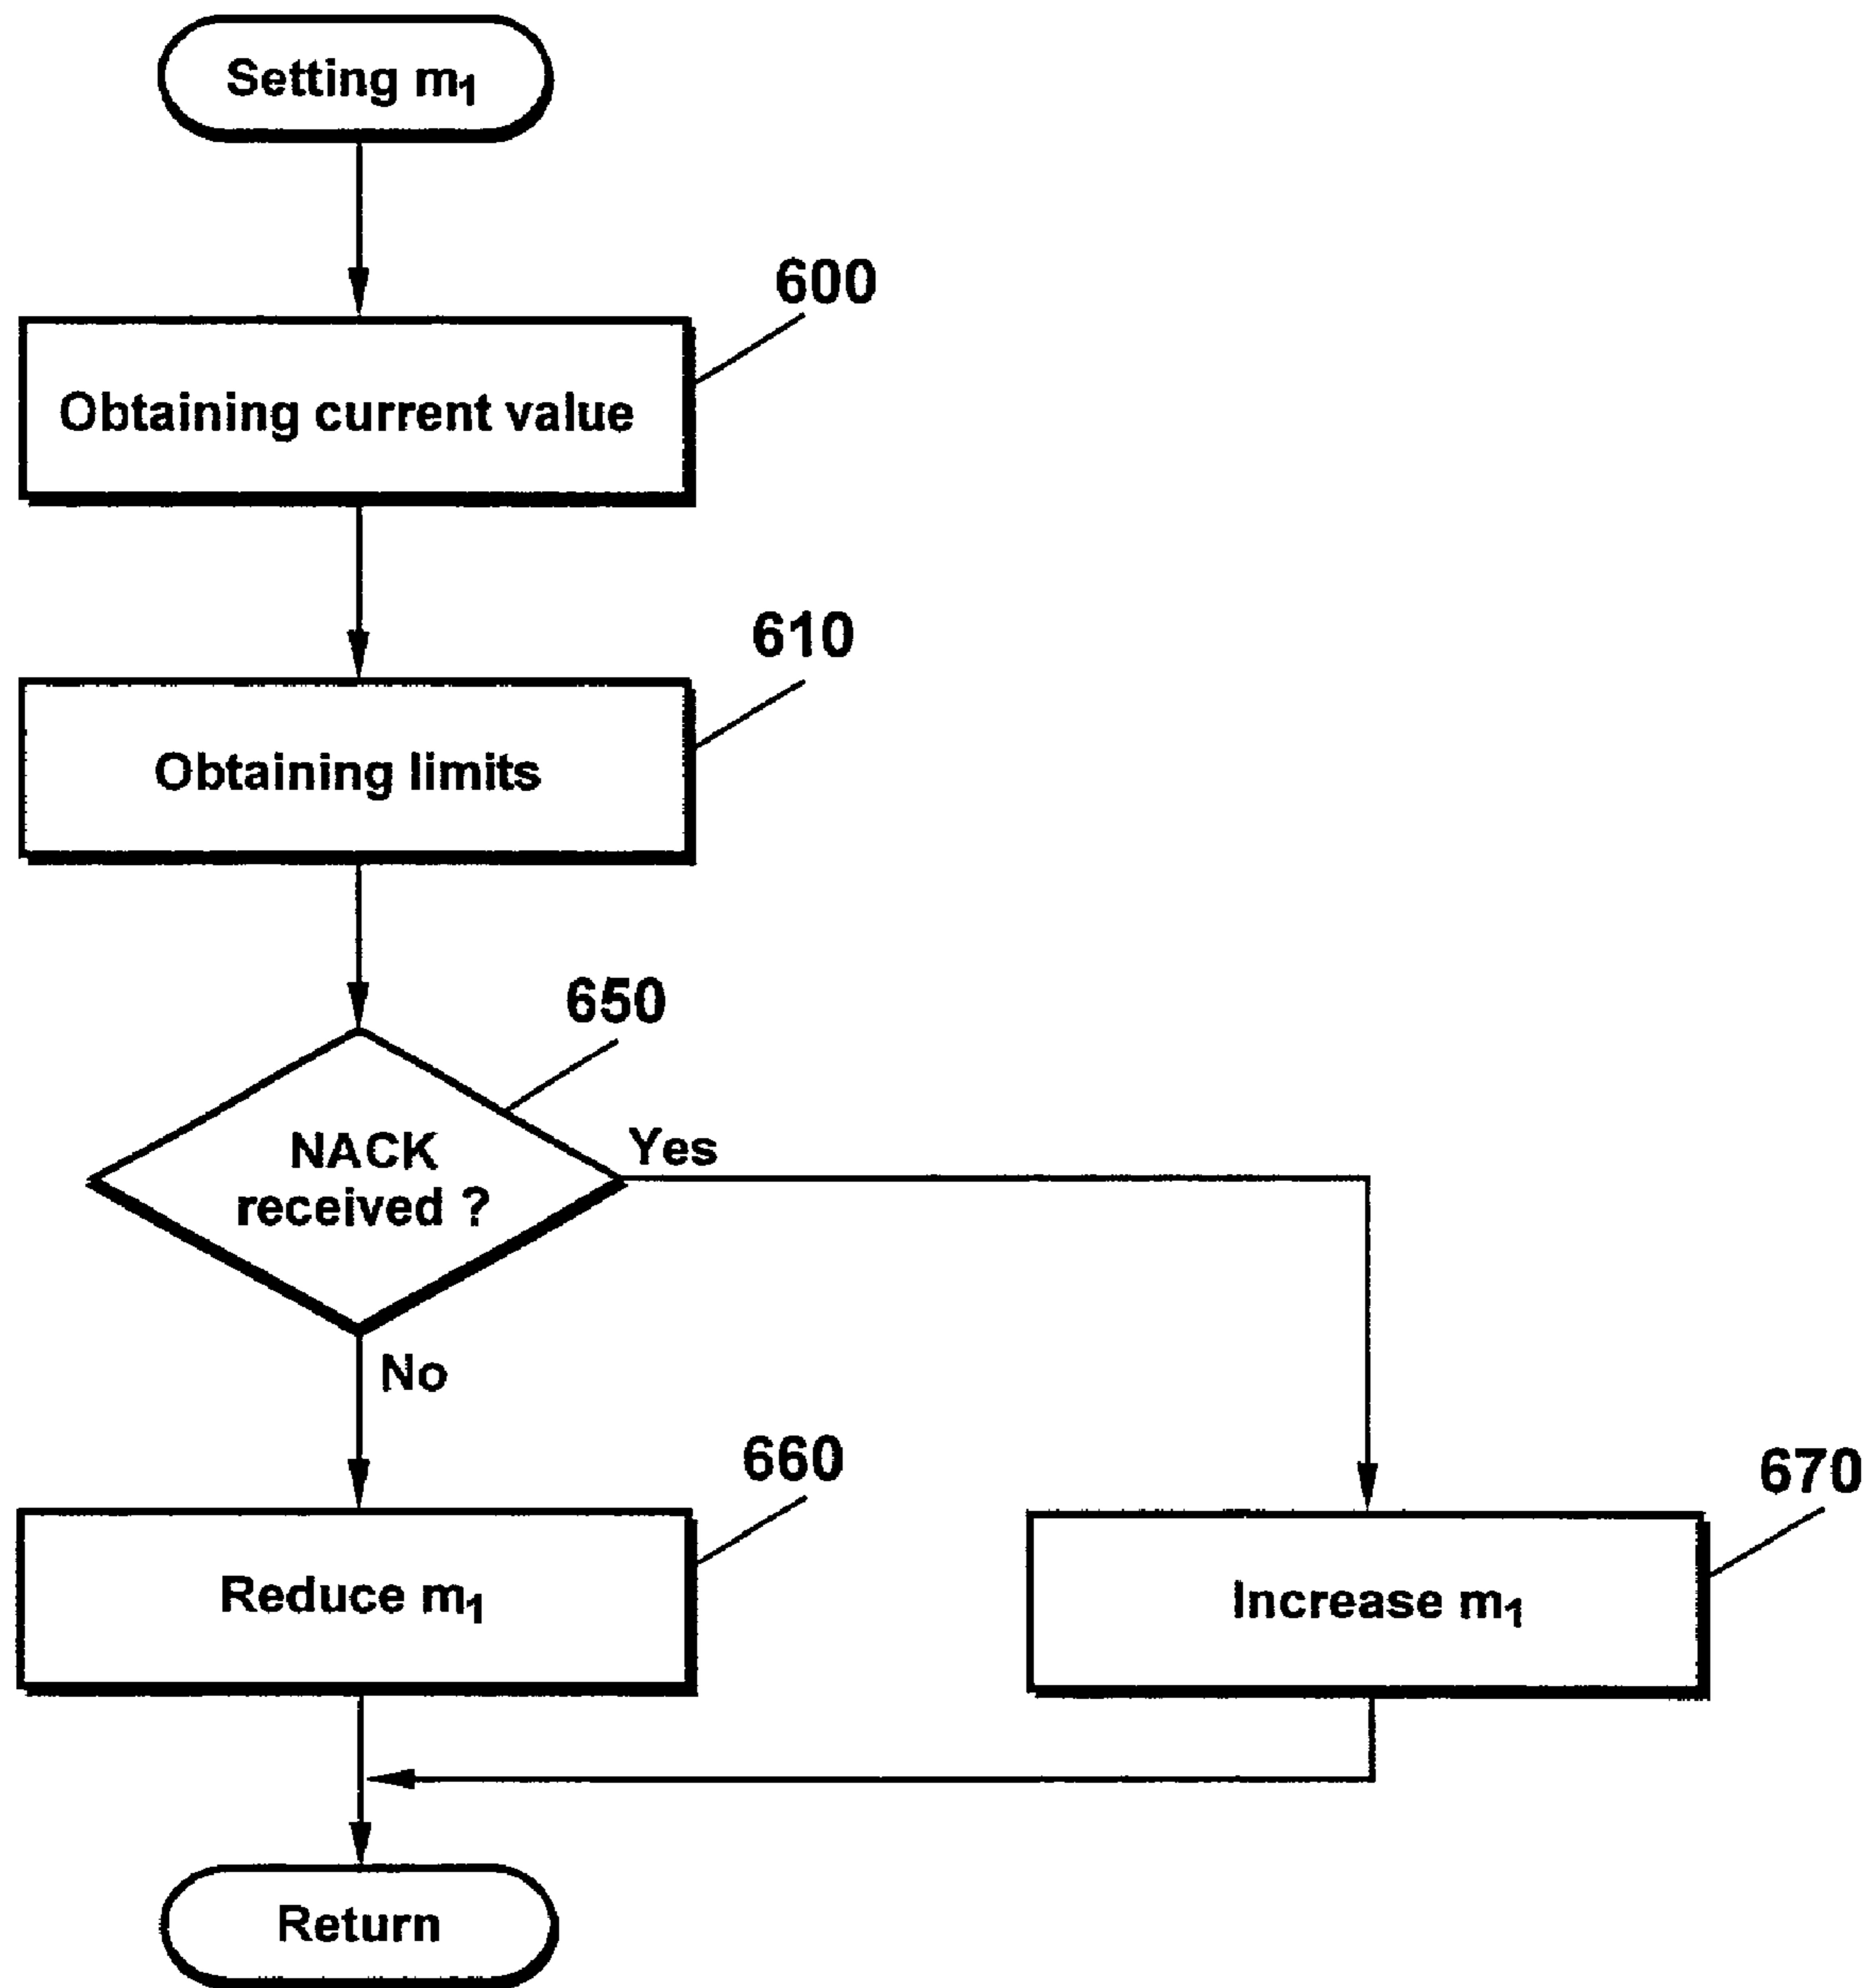 Setting m₁
600
Obtaining current value
610
Obtaining limits
650
NACK
received ?
Yes
No
660
Reduce m₁
670
Increase m₁
Return